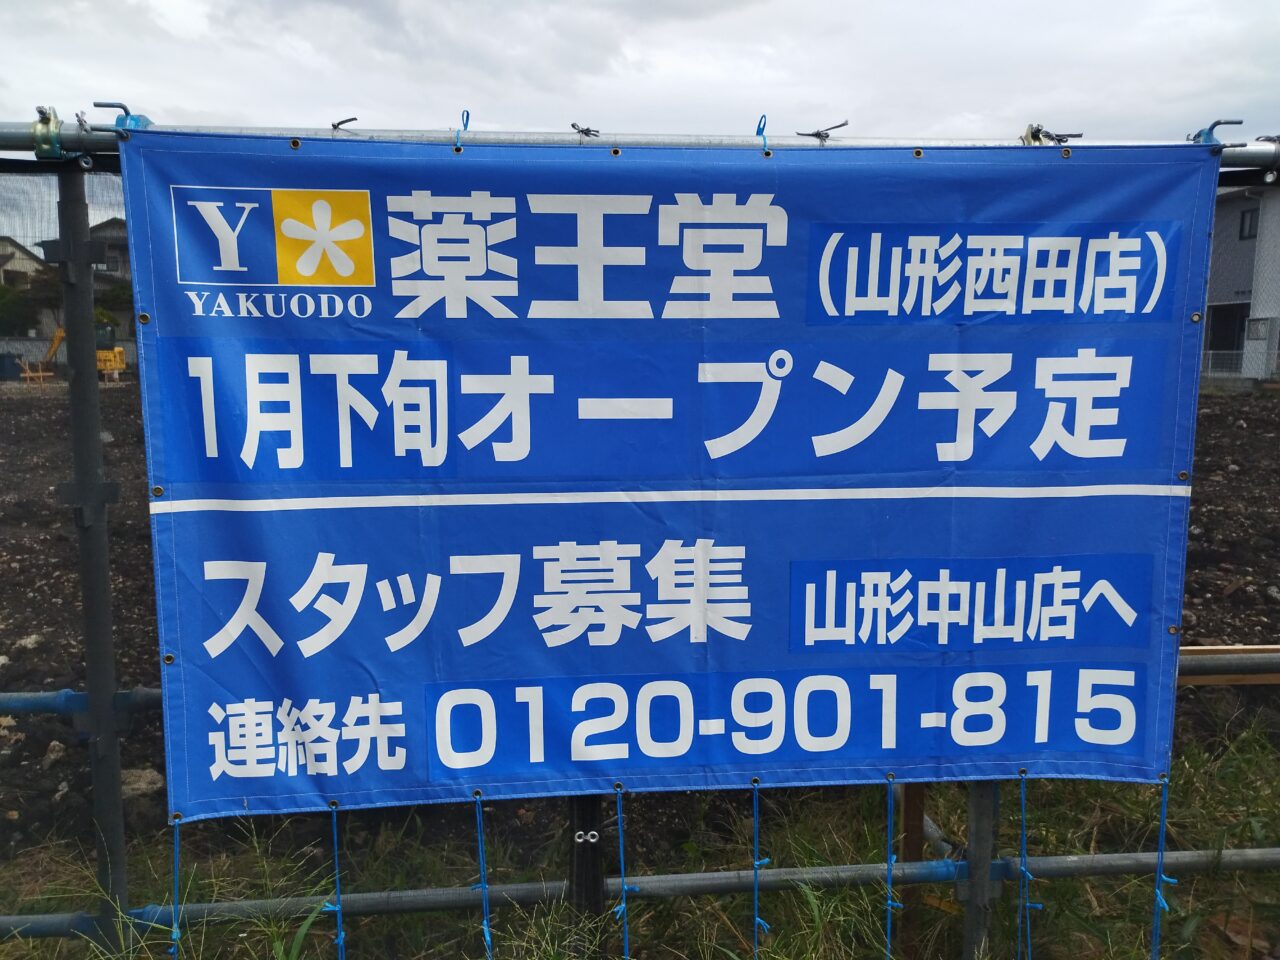 Y
YAKUODO
薬王堂(山形西田店)
1月下旬オープン予定
スタッフ募集 山形中山店へ
連絡先 0120-901-815